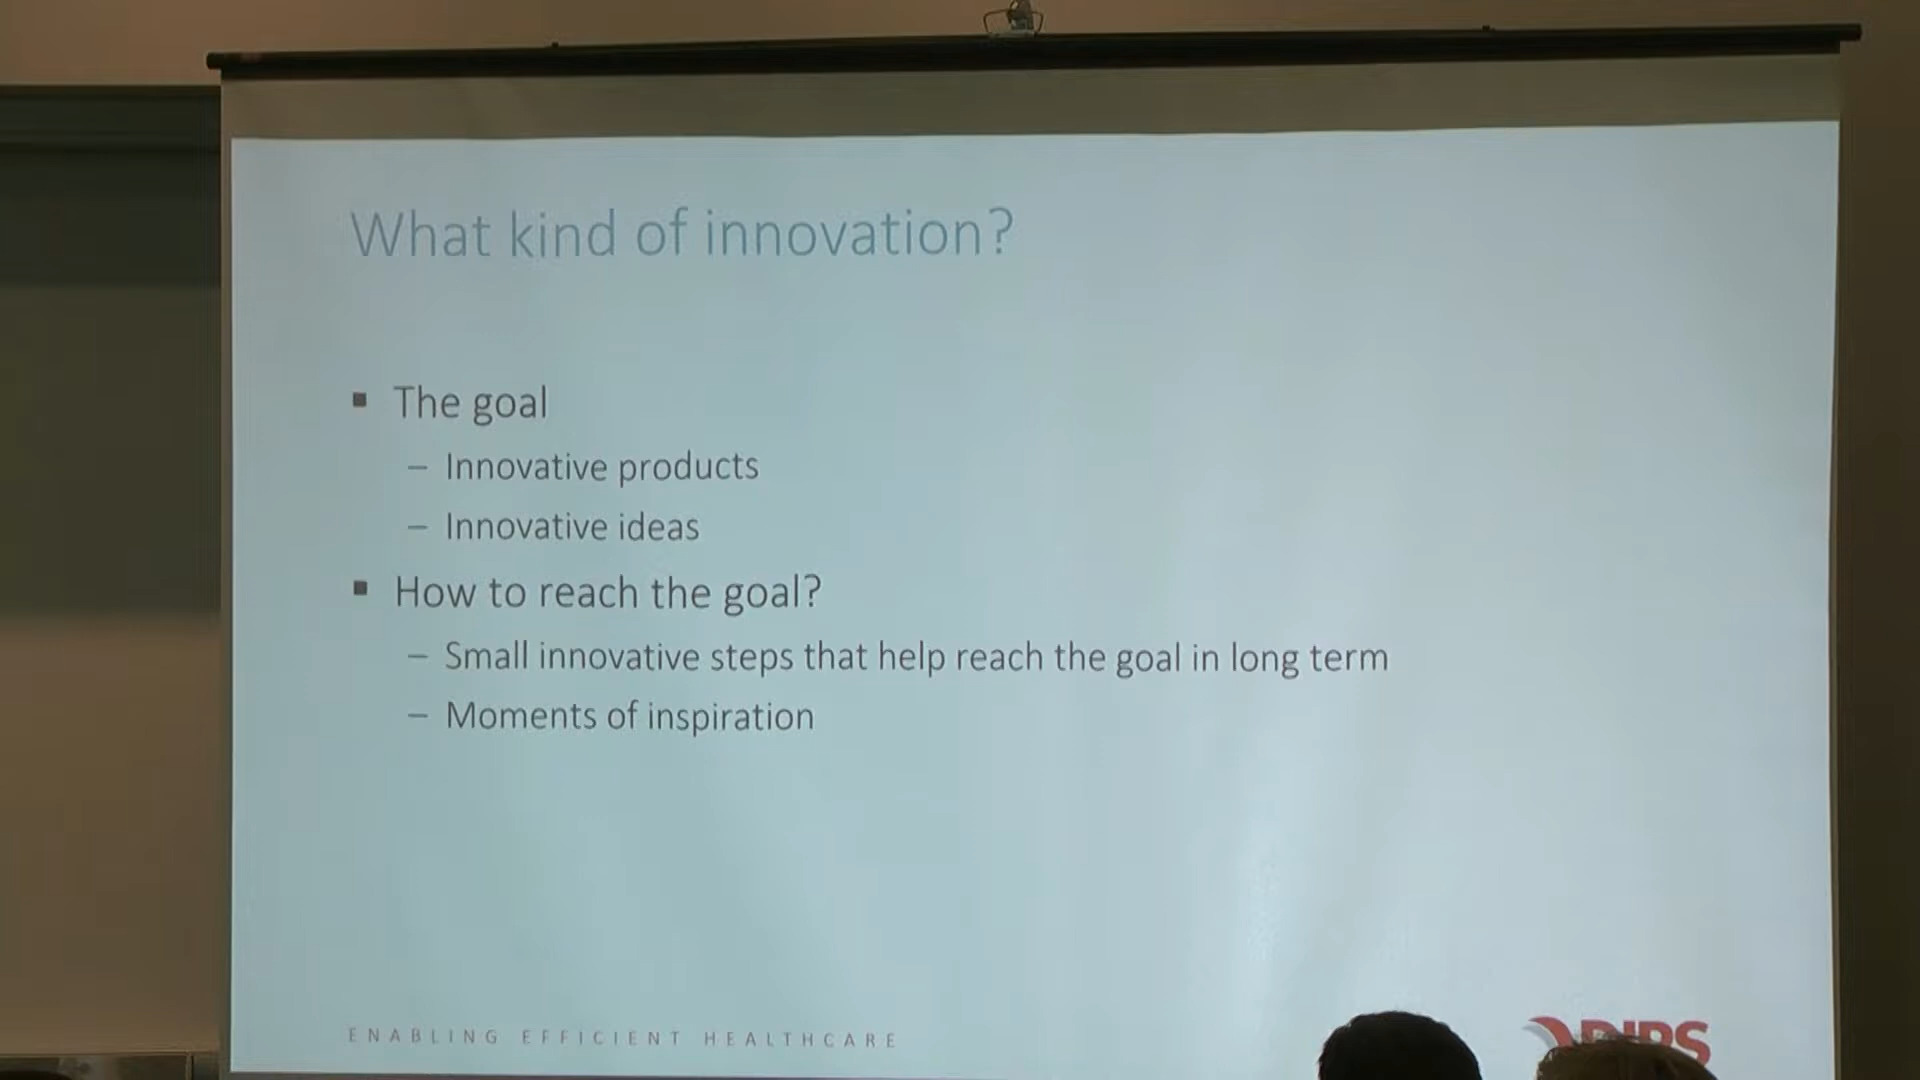 What kind of innovation?
▪ The goal
– Innovative products
– Innovative ideas
▪ How to reach the goal?
– Small innovative steps that help reach the goal in long term
– Moments of inspiration
ENABLING EFFICIENT HEALTHCARE
DIPS